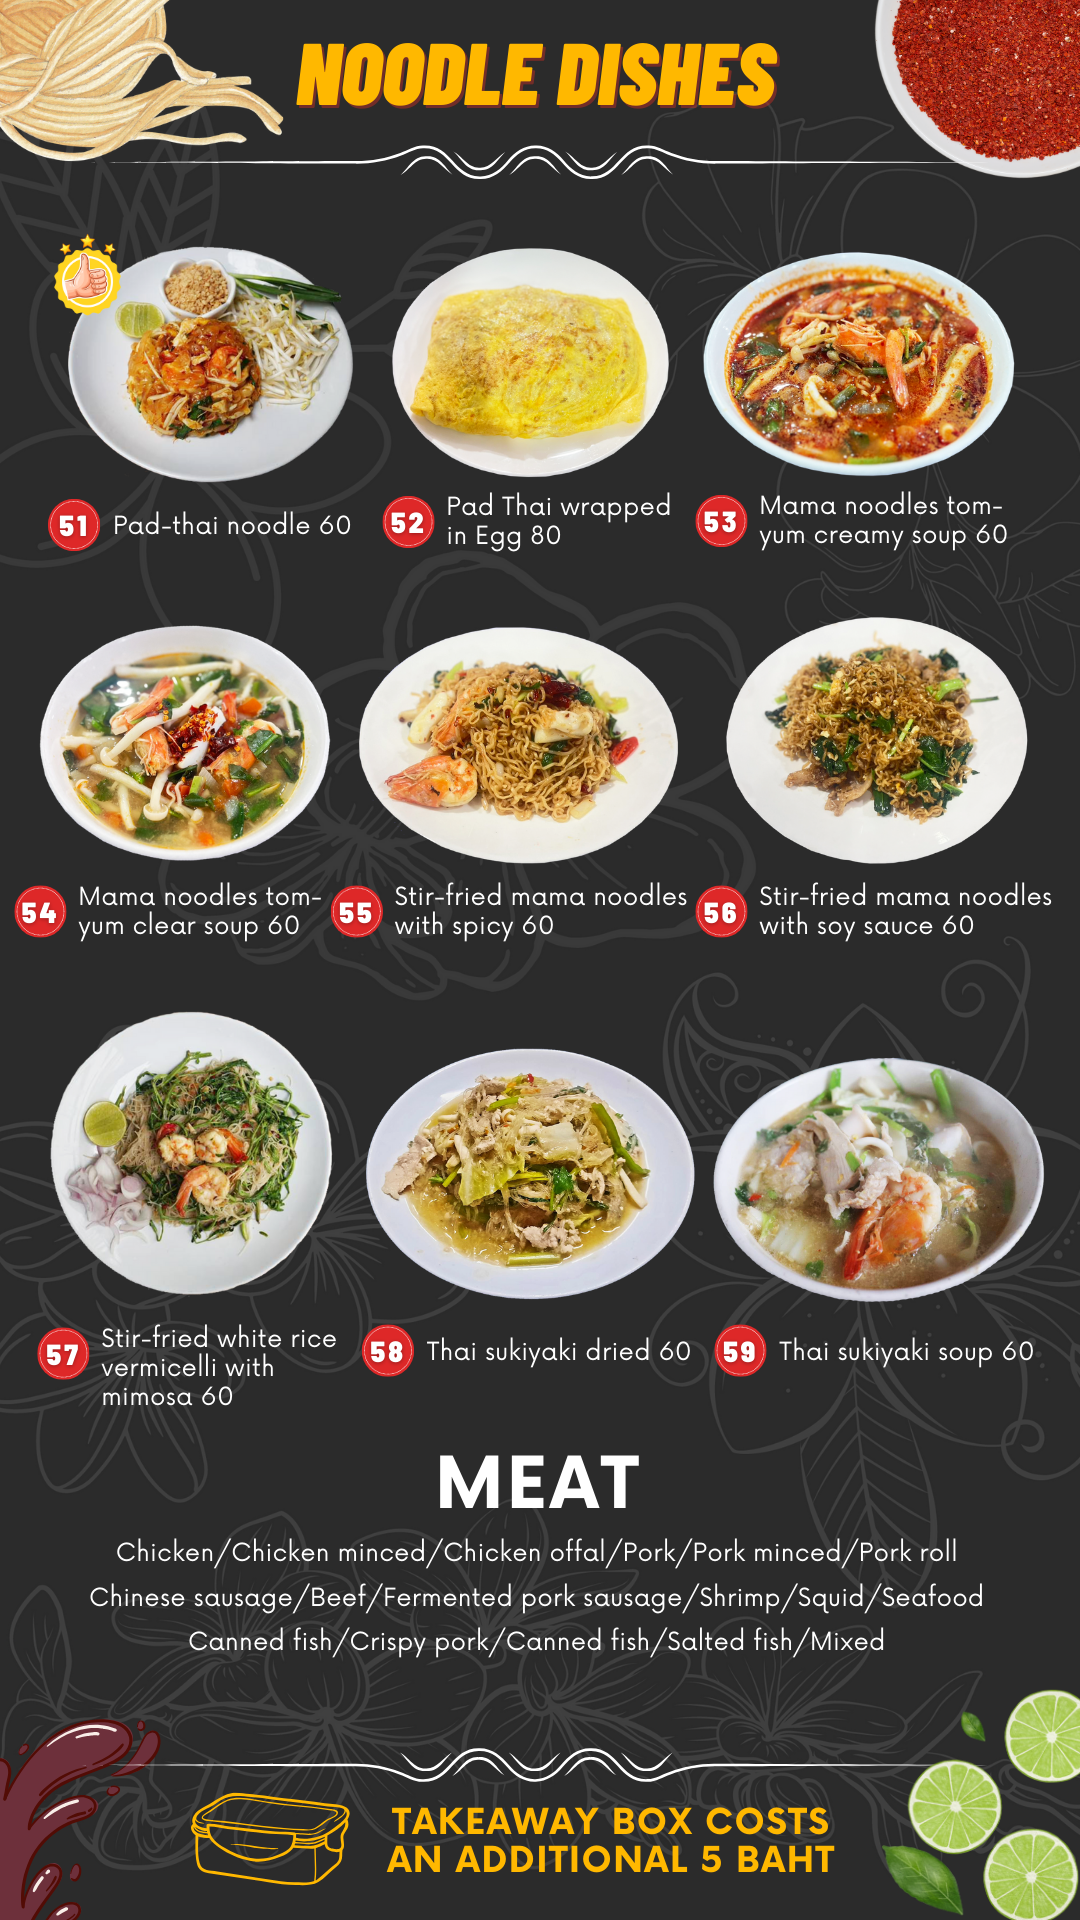 NOODLE DISHES
51 Pad-thai noodle 60
52 Pad Thai wrapped
in Egg 80
53 Mama noodles tom-
yum creamy soup 60
54 Mama noodles tom-
yum clear soup 60
55 Stir-fried mama noodles
with spicy 60
56 Stir-fried mama noodles
with soy sauce 60
57 Stir-fried white rice
vermicelli with
mimosa 60
58 Thai sukiyaki dried 60
59 Thai sukiyaki soup 60
MEAT
Chicken/Chicken minced/Chicken offal/Pork/Pork minced/Pork roll
Chinese sausage/Beef/Fermented pork sausage/Shrimp/Squid/Seafood
Canned fish/Crispy pork/Canned fish/Salted fish/Mixed
TAKEAWAY BOX COSTS
AN ADDITIONAL 5 BAHT